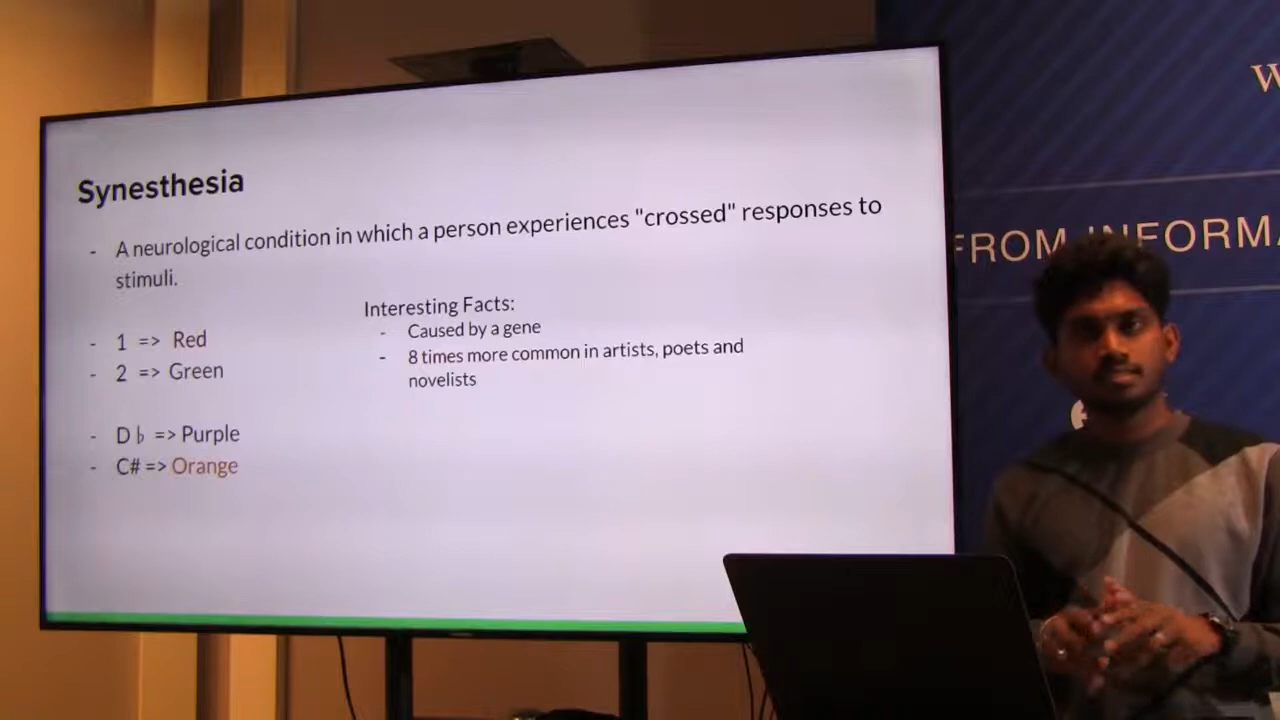 Synesthesia
- A neurological condition in which a person experiences "crossed" responses to
stimuli.
- 1 => Red
- 2 => Green
- D♭ => Purple
- C# => Orange
Interesting Facts:
- Caused by a gene
- 8 times more common in artists, poets and
novelists
W
FROM INFORMA